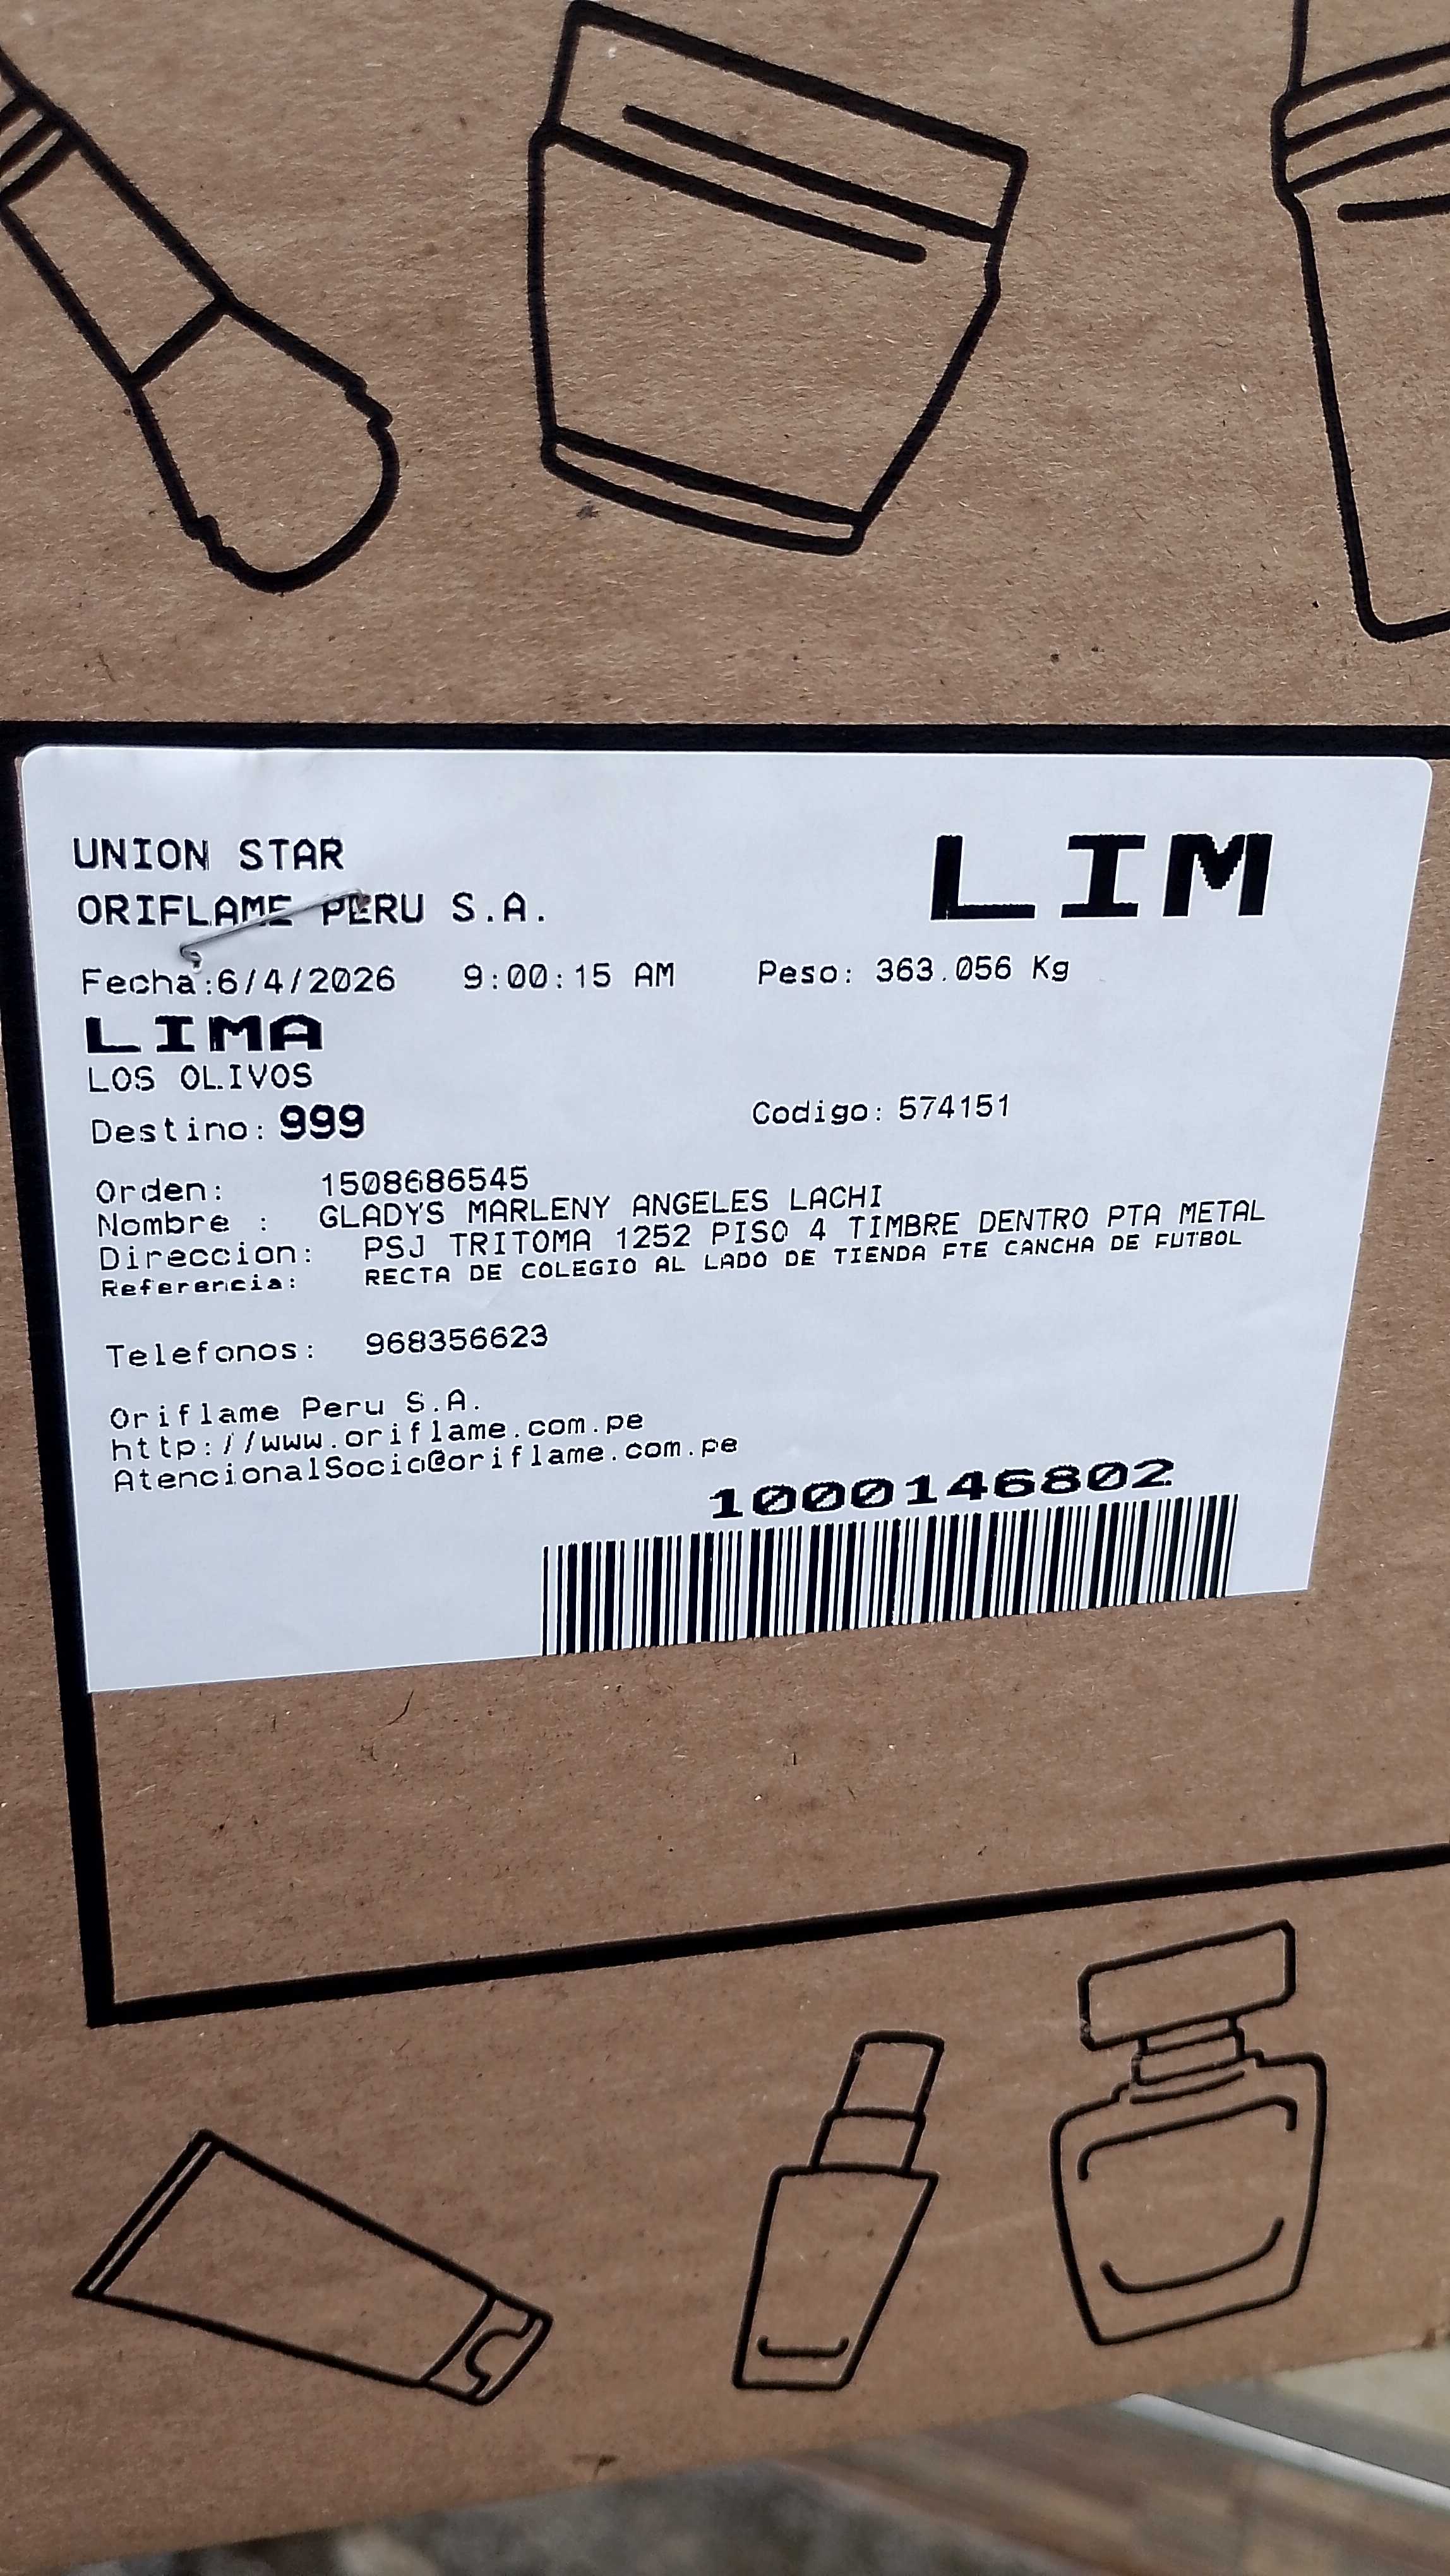 UNION STAR
LIM
ORIFLAME PERU S.A.
Fecha:6/4/2026 9:00:15 AM Peso: 363.056 Kg
LIMA
LOS OLIVOS
Destino: 999 Codigo: 574151
Orden: 1508686545
Nombre : GLADYS MARLENY ANGELES LACHI
Direccion: PSJ TRITOMA 1252 PISO 4 TIMBRE DENTRO PTA METAL
Referencia: RECTA DE COLEGIO AL LADO DE TIENDA FTE CANCHA DE FUTBOL
Telefonos: 968356623
Oriflame Peru S.A.
http://www.oriflame.com.pe
AtencionalSocio@oriflame.com.pe
1000146802